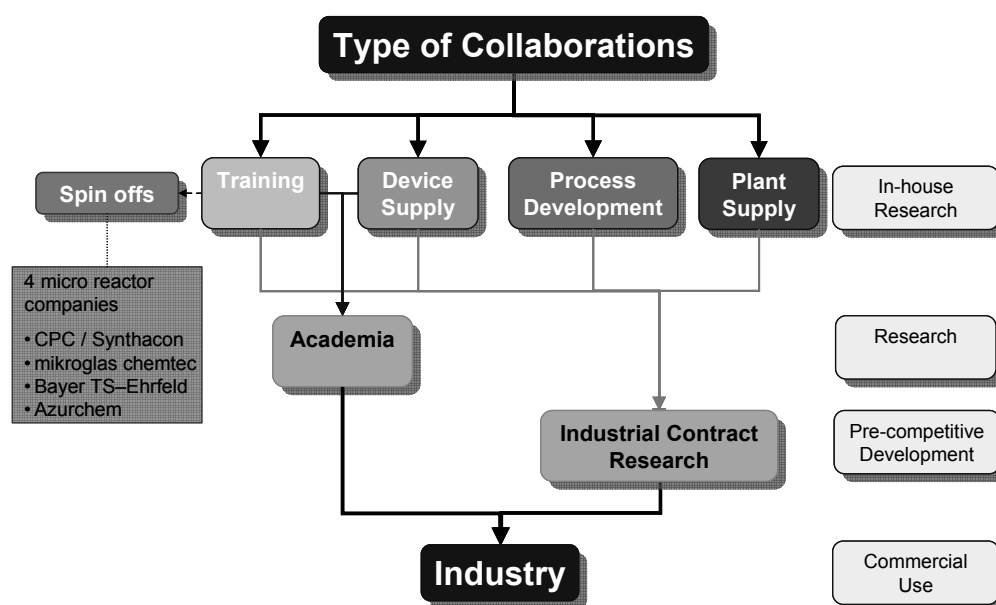 Type of Collaborations
Spin offs
Training
Device
Supply
Process
Development
Plant
Supply
In-house
Research
4 micro reactor
companies
• CPC / Synthacon
• mikroglas chemtec
• Bayer TS–Ehrfeld
• Azurchem
Academia
Research
Industrial Contract
Research
Pre-competitive
Development
Industry
Commercial
Use